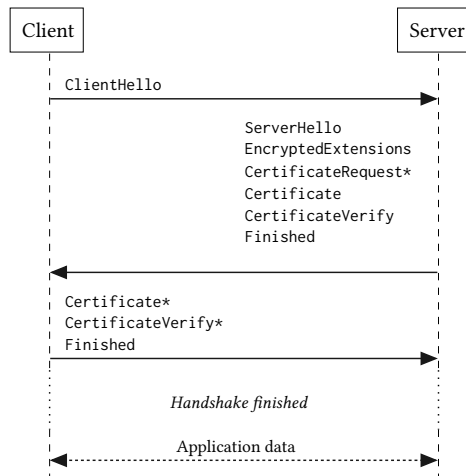 Client
Server
ClientHello
ServerHello
EncryptedExtensions
CertificateRequest*
Certificate
CertificateVerify
Finished
Certificate*
CertificateVerify*
Finished
Handshake finished
Application data